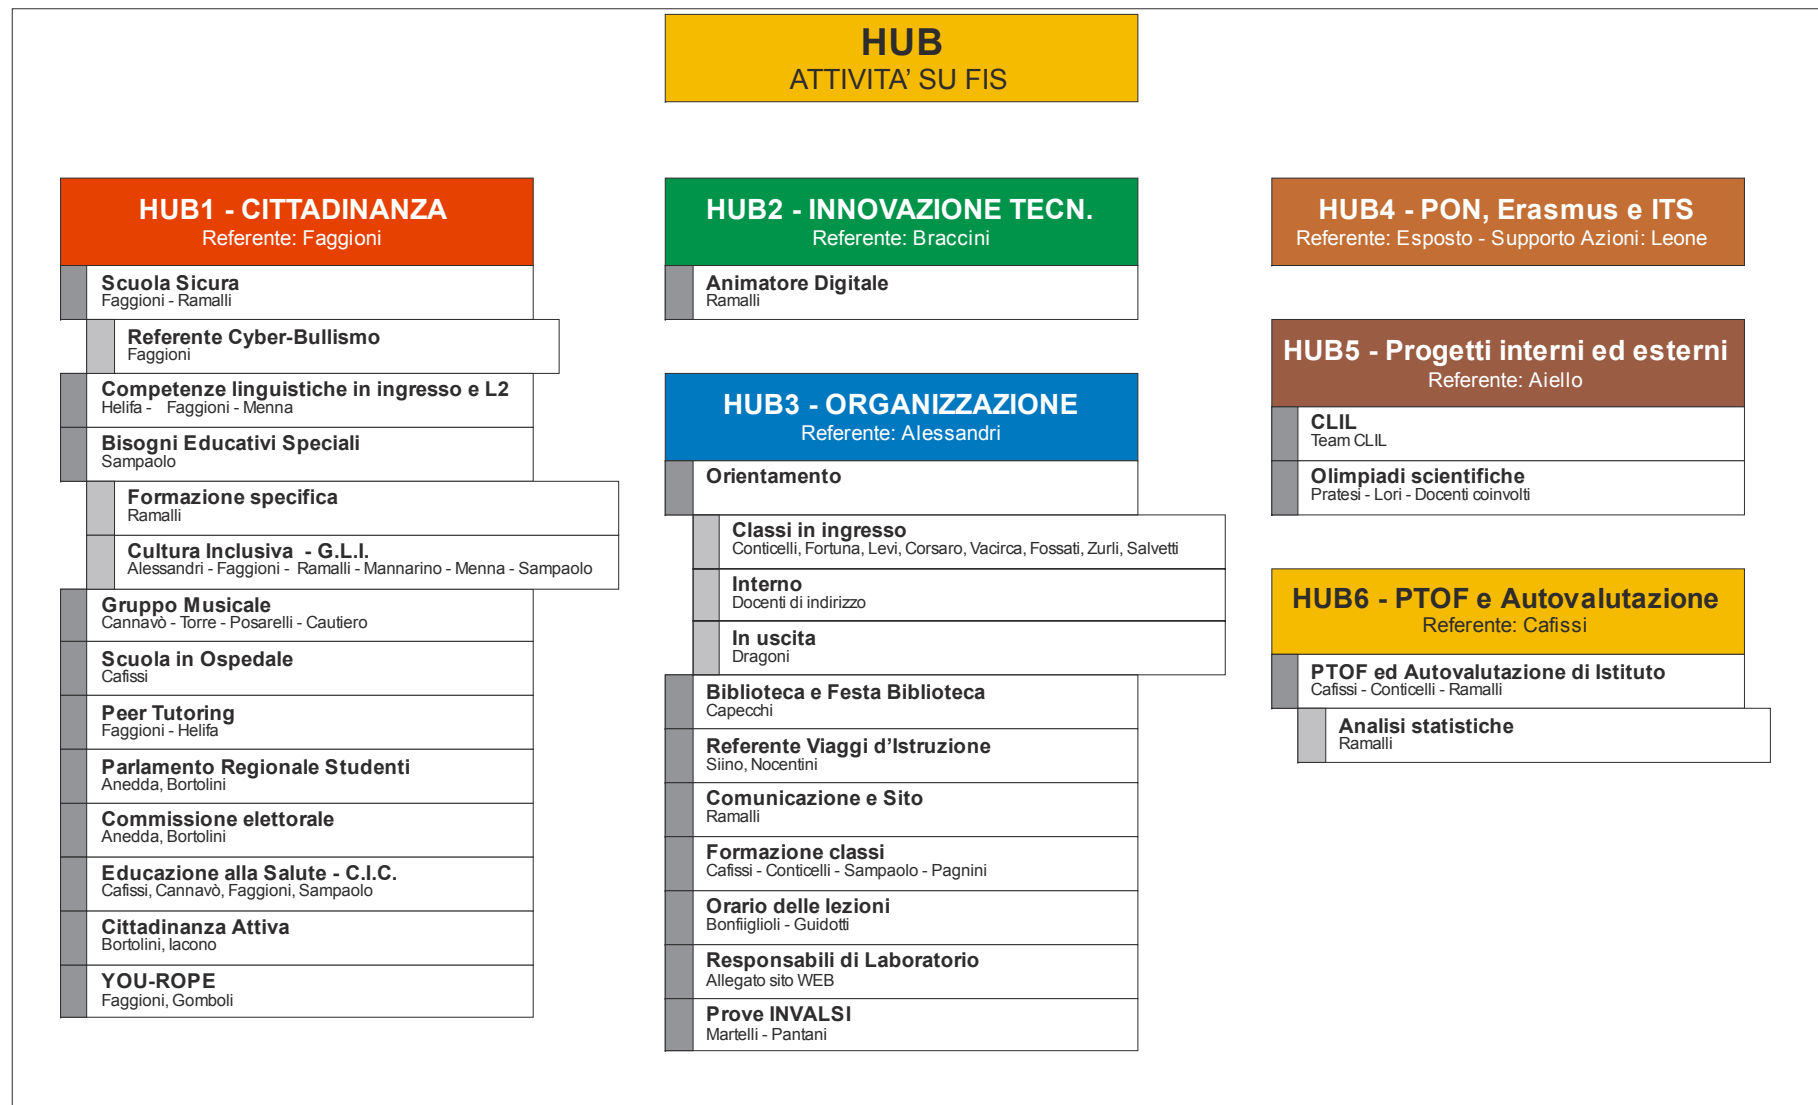 HUB
ATTIVITA' SU FIS
HUB1 - CITTADINANZA
Referente: Faggioni
Scuola Sicura
Faggioni - Ramalli
Referente Cyber-Bullismo
Faggioni
Competenze linguistiche in ingresso e L2
Helifa - Faggioni - Menna
Bisogni Educativi Speciali
Sampaolo
Formazione specifica
Ramalli
Cultura Inclusiva - G.L.I.
Alessandri - Faggioni - Ramalli - Mannarino - Menna - Sampaolo
Gruppo Musicale
Cannavò - Torre - Posarelli - Cautiero
Scuola in Ospedale
Cafissi
Peer Tutoring
Faggioni - Helifa
Parlamento Regionale Studenti
Anedda, Bortolini
Commissione elettorale
Anedda, Bortolini
Educazione alla Salute - C.I.C.
Cafissi, Cannavò, Faggioni, Sampaolo
Cittadinanza Attiva
Bortolini, Iacono
YOU-ROPE
Faggioni, Gomboli
HUB2 - INNOVAZIONE TECN.
Referente: Braccini
Animatore Digitale
Ramalli
HUB3 - ORGANIZZAZIONE
Referente: Alessandri
Orientamento
Classi in ingresso
Conticelli, Fortuna, Levi, Corsaro, Vacirca, Fossati, Zurli, Salvetti
Interno
Docenti di indirizzo
In uscita
Dragoni
Biblioteca e Festa Biblioteca
Capecchi
Referente Viaggi d'Istruzione
Siino, Nocentini
Comunicazione e Sito
Ramalli
Formazione classi
Cafissi - Conticelli - Sampaolo - Pagnini
Orario delle lezioni
Bonfiiglioli - Guidotti
Responsabili di Laboratorio
Allegato sito WEB
Prove INVALSI
Martelli - Pantani
HUB4 - PON, Erasmus e ITS
Referente: Esposto - Supporto Azioni: Leone
HUB5 - Progetti interni ed esterni
Referente: Aiello
CLIL
Team CLIL
Olimpiadi scientifiche
Pratesi - Lori - Docenti coinvolti
HUB6 - PTOF e Autovalutazione
Referente: Cafissi
PTOF ed Autovalutazione di Istituto
Cafissi - Conticelli - Ramalli
Analisi statistiche
Ramalli